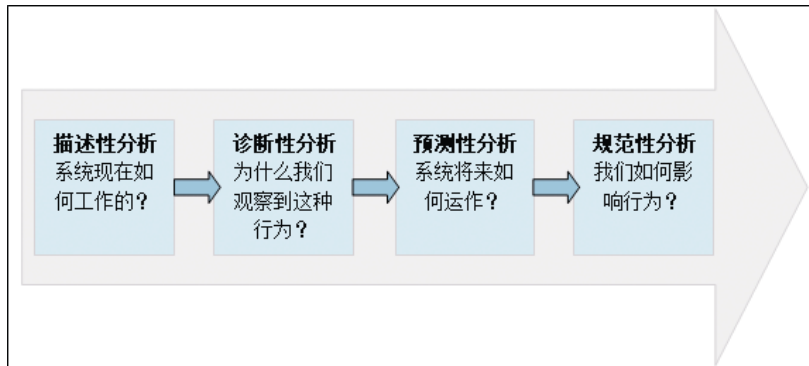 描述性分析
系统现在如
何工作的？
诊断性分析
为什么我们
观察到这种
行为？
预测性分析
系统将来如
何运作？
规范性分析
我们如何影
响行为？